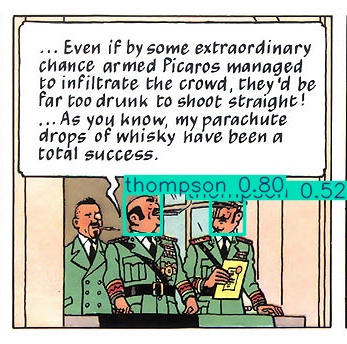 ... Even if by some extraordinary
chance armed Picaros managed
to infiltrate the crowd, they'd be
far too drunk to shoot straight!
... As you know, my parachute
drops of whisky have been a
total success.
thompson 0.80
thompson 0.52